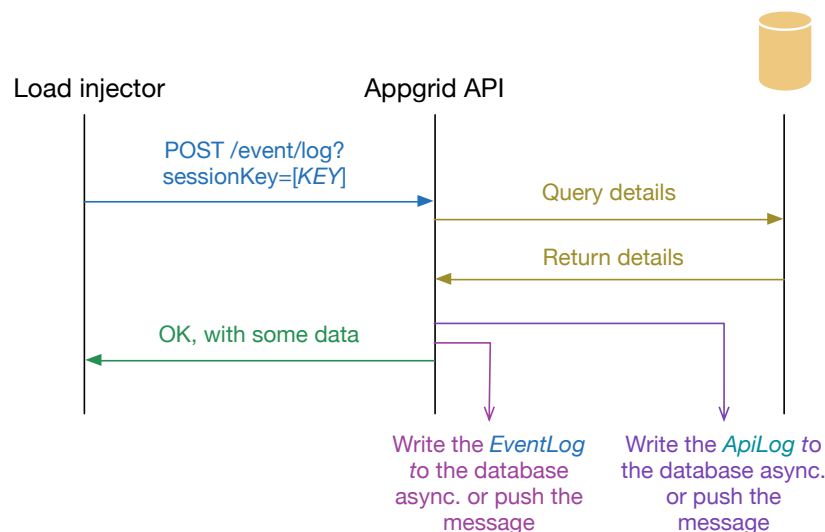 Load injector
Appgrid API
POST /event/log?
sessionKey=[KEY]
Query details
Return details
OK, with some data
Write the EventLog
to to the database
async. or push the
message
Write the ApiLog to
the database async.
or push the
message